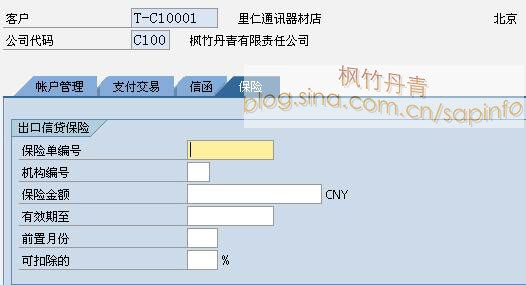 客户 T-C10001 里仁通讯器材店 北京
公司代码 C100 枫竹丹青有限责任公司
帐户管理 支付交易 信函 保险
枫竹丹青
blog.sina.com.cn/sapinfo
出口信贷保险
保险单编号
机构编号
保险金额 CNY
有效期至
前置月份
可扣除的 %